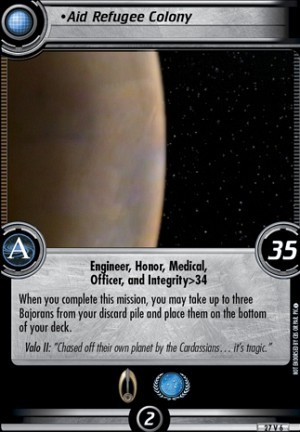 •Aid Refugee Colony
A
35
Engineer, Honor, Medical,
Officer, and Integrity>34
When you complete this mission, you may take up to three
Bajorans from your discard pile and place them on the bottom
of your deck.
Valo II: "Chased off their own planet by the Cardassians… it's tragic."
2
27 V 6